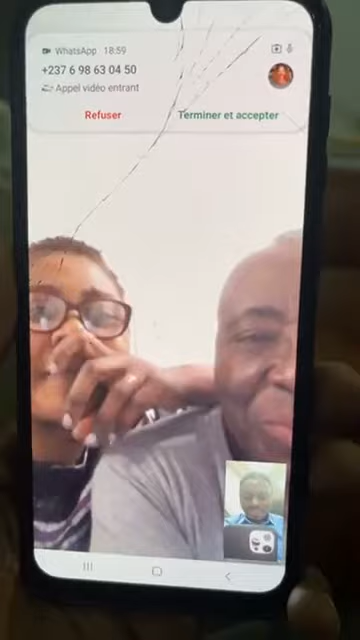 WhatsApp 18:59
+237 6 98 63 04 50
Appel vidéo entrant
Refuser
Terminer et accepter